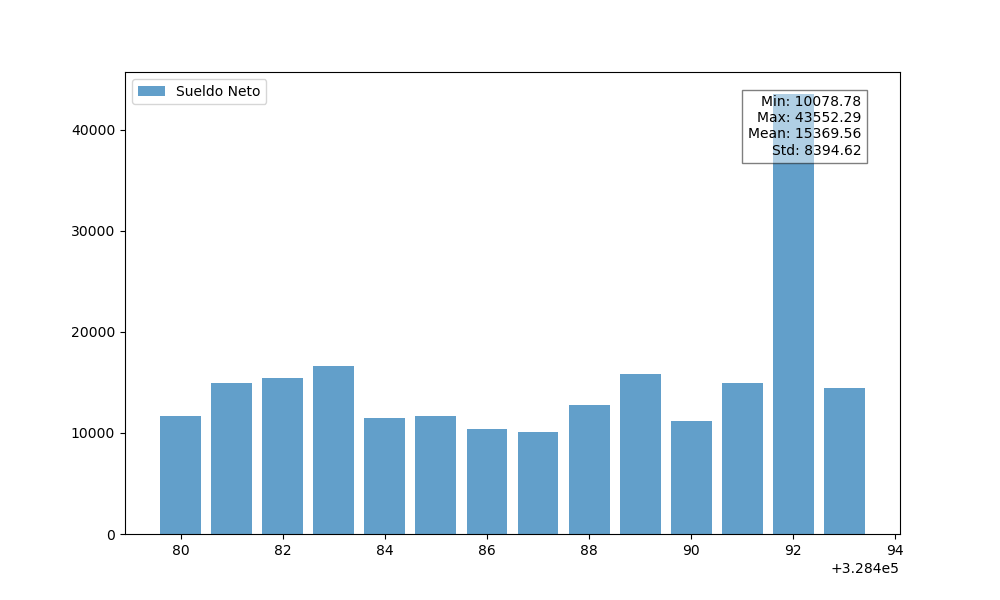 Sueldo Neto
Min: 10078.78
Max: 43552.29
Mean: 15369.56
Std: 8394.62
40000
30000
20000
10000
0
80 82 84 86 88 90 92 94
+3.284e5